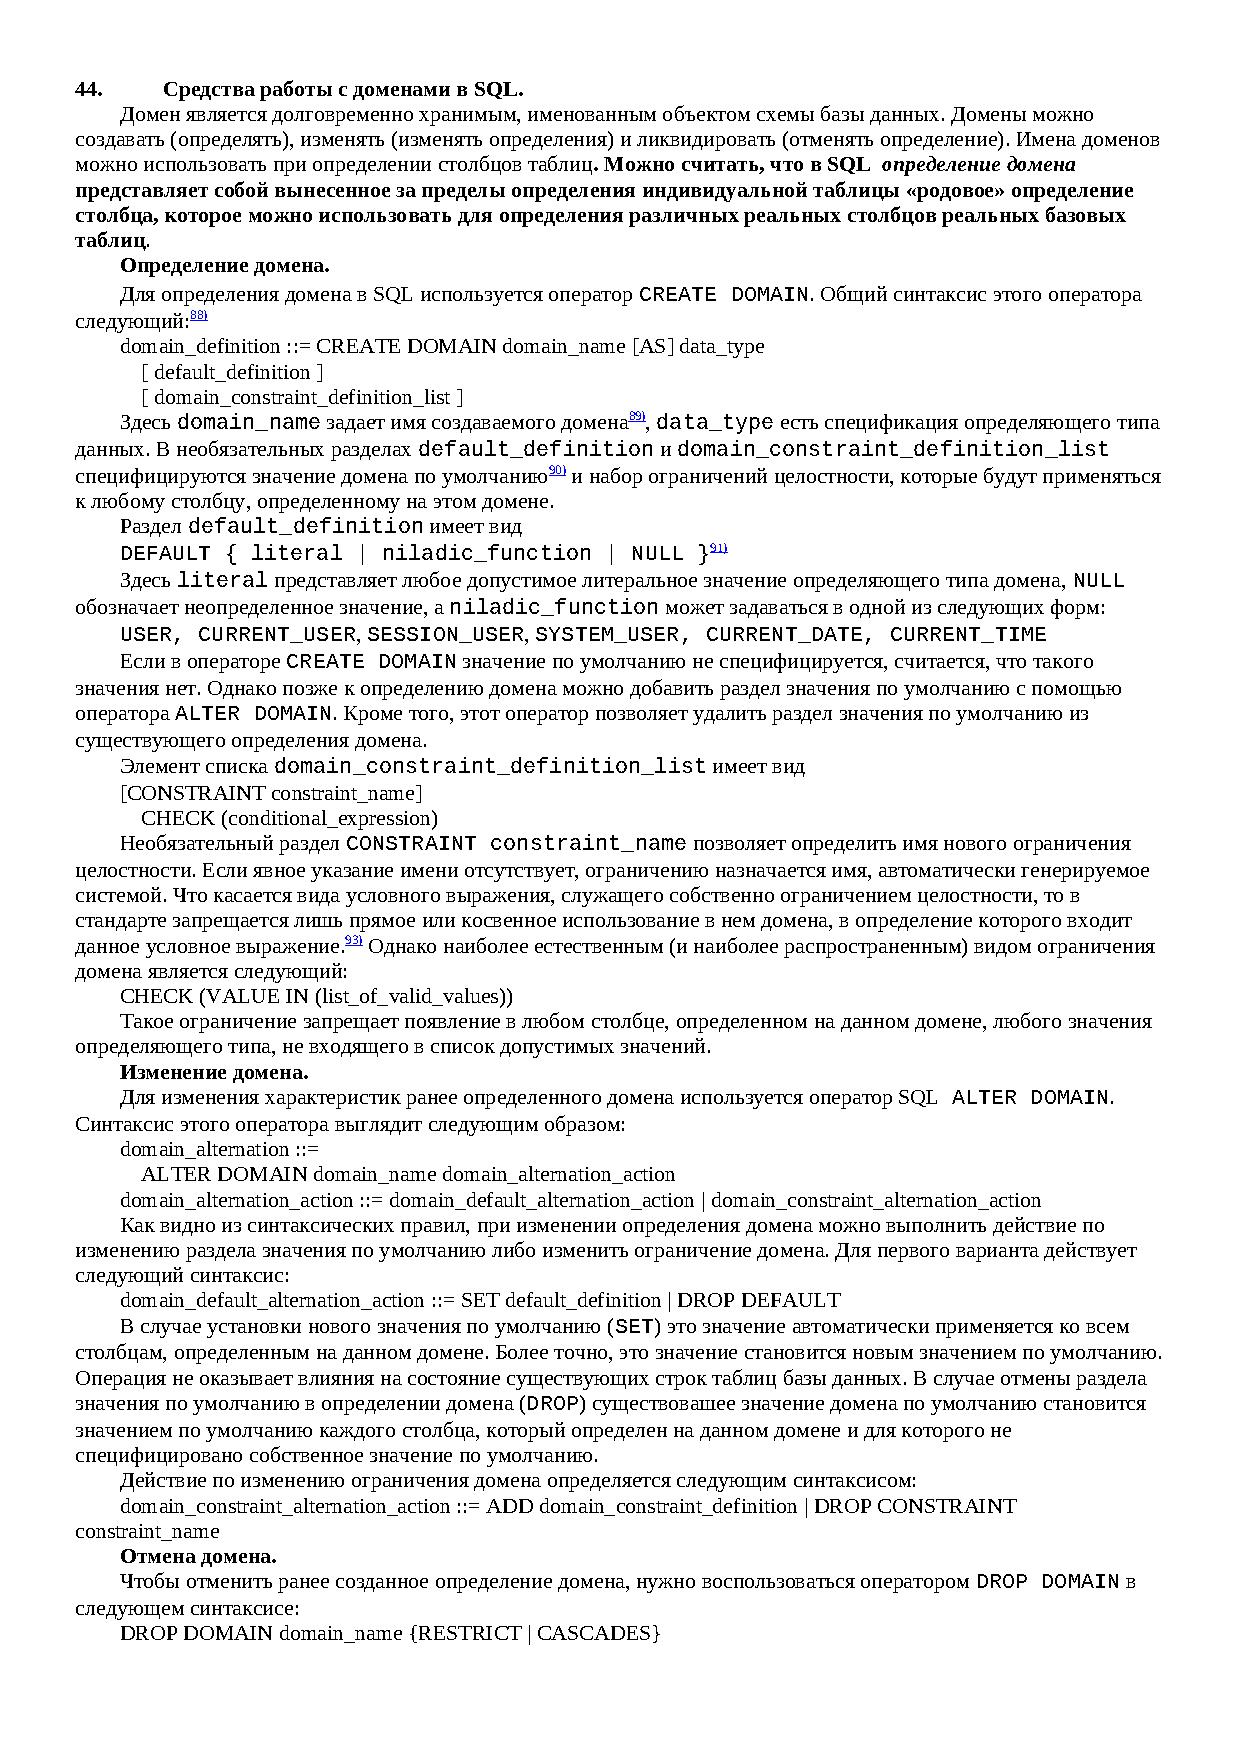 44. Средства работы с доменами в SQL.
Домен является долговременно хранимым, именованным объектом схемы базы данных. Домены можно
создавать (определять), изменять (изменять определения) и ликвидировать (отменять определение). Имена доменов
можно использовать при определении столбцов таблиц. Можно считать, что в SQL определение домена
представляет собой вынесенное за пределы определения индивидуальной таблицы «родовое» определение
столбца, которое можно использовать для определения различных реальных столбцов реальных базовых
таблиц.
Определение домена.
Для определения домена в SQL используется оператор CREATE DOMAIN. Общий синтаксис этого оператора
следующий:88)
domain_definition ::= CREATE DOMAIN domain_name [AS] data_type
[ default_definition ]
[ domain_constraint_definition_list ]
Здесь domain_name задает имя создаваемого домена89), data_type есть спецификация определяющего типа
данных. В необязательных разделах default_definition и domain_constraint_definition_list
специфицируются значение домена по умолчанию90) и набор ограничений целостности, которые будут применяться
к любому столбцу, определенному на этом домене.
Раздел default_definition имеет вид
DEFAULT { literal | niladic_function | NULL }91)
Здесь literal представляет любое допустимое литеральное значение определяющего типа домена, NULL
обозначает неопределенное значение, а niladic_function может задаваться в одной из следующих форм:
USER, CURRENT_USER, SESSION_USER, SYSTEM_USER, CURRENT_DATE, CURRENT_TIME
Если в операторе CREATE DOMAIN значение по умолчанию не специфицируется, считается, что такого
значения нет. Однако позже к определению домена можно добавить раздел значения по умолчанию с помощью
оператора ALTER DOMAIN. Кроме того, этот оператор позволяет удалить раздел значения по умолчанию из
существующего определения домена.
Элемент списка domain_constraint_definition_list имеет вид
[CONSTRAINT constraint_name]
CHECK (conditional_expression)
Необязательный раздел CONSTRAINT constraint_name позволяет определить имя нового ограничения
целостности. Если явное указание имени отсутствует, ограничению назначается имя, автоматически генерируемое
системой. Что касается вида условного выражения, служащего собственно ограничением целостности, то в
стандарте запрещается лишь прямое или косвенное использование в нем домена, в определение которого входит
данное условное выражение.93) Однако наиболее естественным (и наиболее распространенным) видом ограничения
домена является следующий:
CHECK (VALUE IN (list_of_valid_values))
Такое ограничение запрещает появление в любом столбце, определенном на данном домене, любого значения
определяющего типа, не входящего в список допустимых значений.
Изменение домена.
Для изменения характеристик ранее определенного домена используется оператор SQL ALTER DOMAIN.
Синтаксис этого оператора выглядит следующим образом:
domain_alternation ::=
ALTER DOMAIN domain_name domain_alternation_action
domain_alternation_action ::= domain_default_alternation_action | domain_constraint_alternation_action
Как видно из синтаксических правил, при изменении определения домена можно выполнить действие по
изменению раздела значения по умолчанию либо изменить ограничение домена. Для первого варианта действует
следующий синтаксис:
domain_default_alternation_action ::= SET default_definition | DROP DEFAULT
В случае установки нового значения по умолчанию (SET) это значение автоматически применяется ко всем
столбцам, определенным на данном домене. Более точно, это значение становится новым значением по умолчанию.
Операция не оказывает влияния на состояние существующих строк таблиц базы данных. В случае отмены раздела
значения по умолчанию в определении домена (DROP) существовашее значение домена по умолчанию становится
значением по умолчанию каждого столбца, который определен на данном домене и для которого не
специфицировано собственное значение по умолчанию.
Действие по изменению ограничения домена определяется следующим синтаксисом:
domain_constraint_alternation_action ::= ADD domain_constraint_definition | DROP CONSTRAINT
constraint_name
Отмена домена.
Чтобы отменить ранее созданное определение домена, нужно воспользоваться оператором DROP DOMAIN в
следующем синтаксисе:
DROP DOMAIN domain_name {RESTRICT | CASCADES}